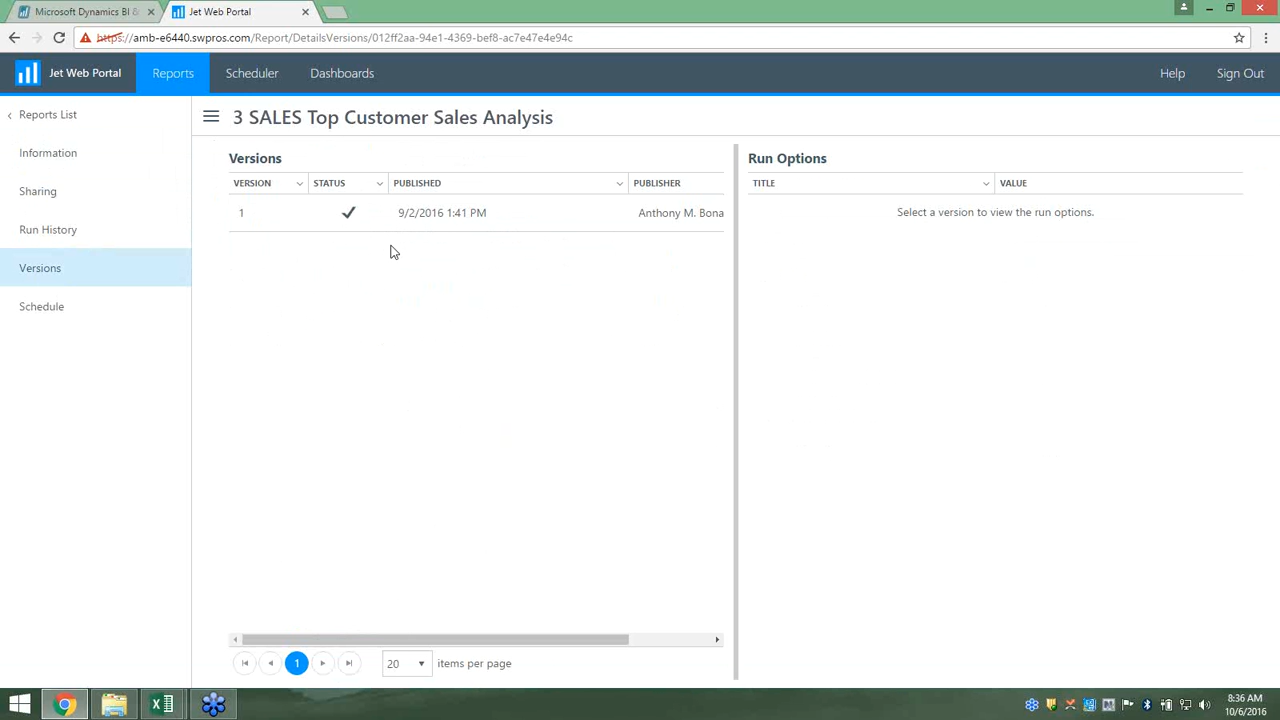 Microsoft Dynamics BI &
Jet Web Portal
https://amb-e6440.swpros.com/Report/DetailsVersions/012ff2aa-94e1-4369-bef8-ac7e47e4e94c
Jet Web Portal
Reports
Scheduler
Dashboards
Help
Sign Out
Reports List
Information
Sharing
Run History
Versions
Schedule
3 SALES Top Customer Sales Analysis
Versions
VERSION STATUS PUBLISHED PUBLISHER
1 9/2/2016 1:41 PM Anthony M. Bona
Run Options
TITLE VALUE
Select a version to view the run options.
1 20 items per page
8:36 AM
10/6/2016